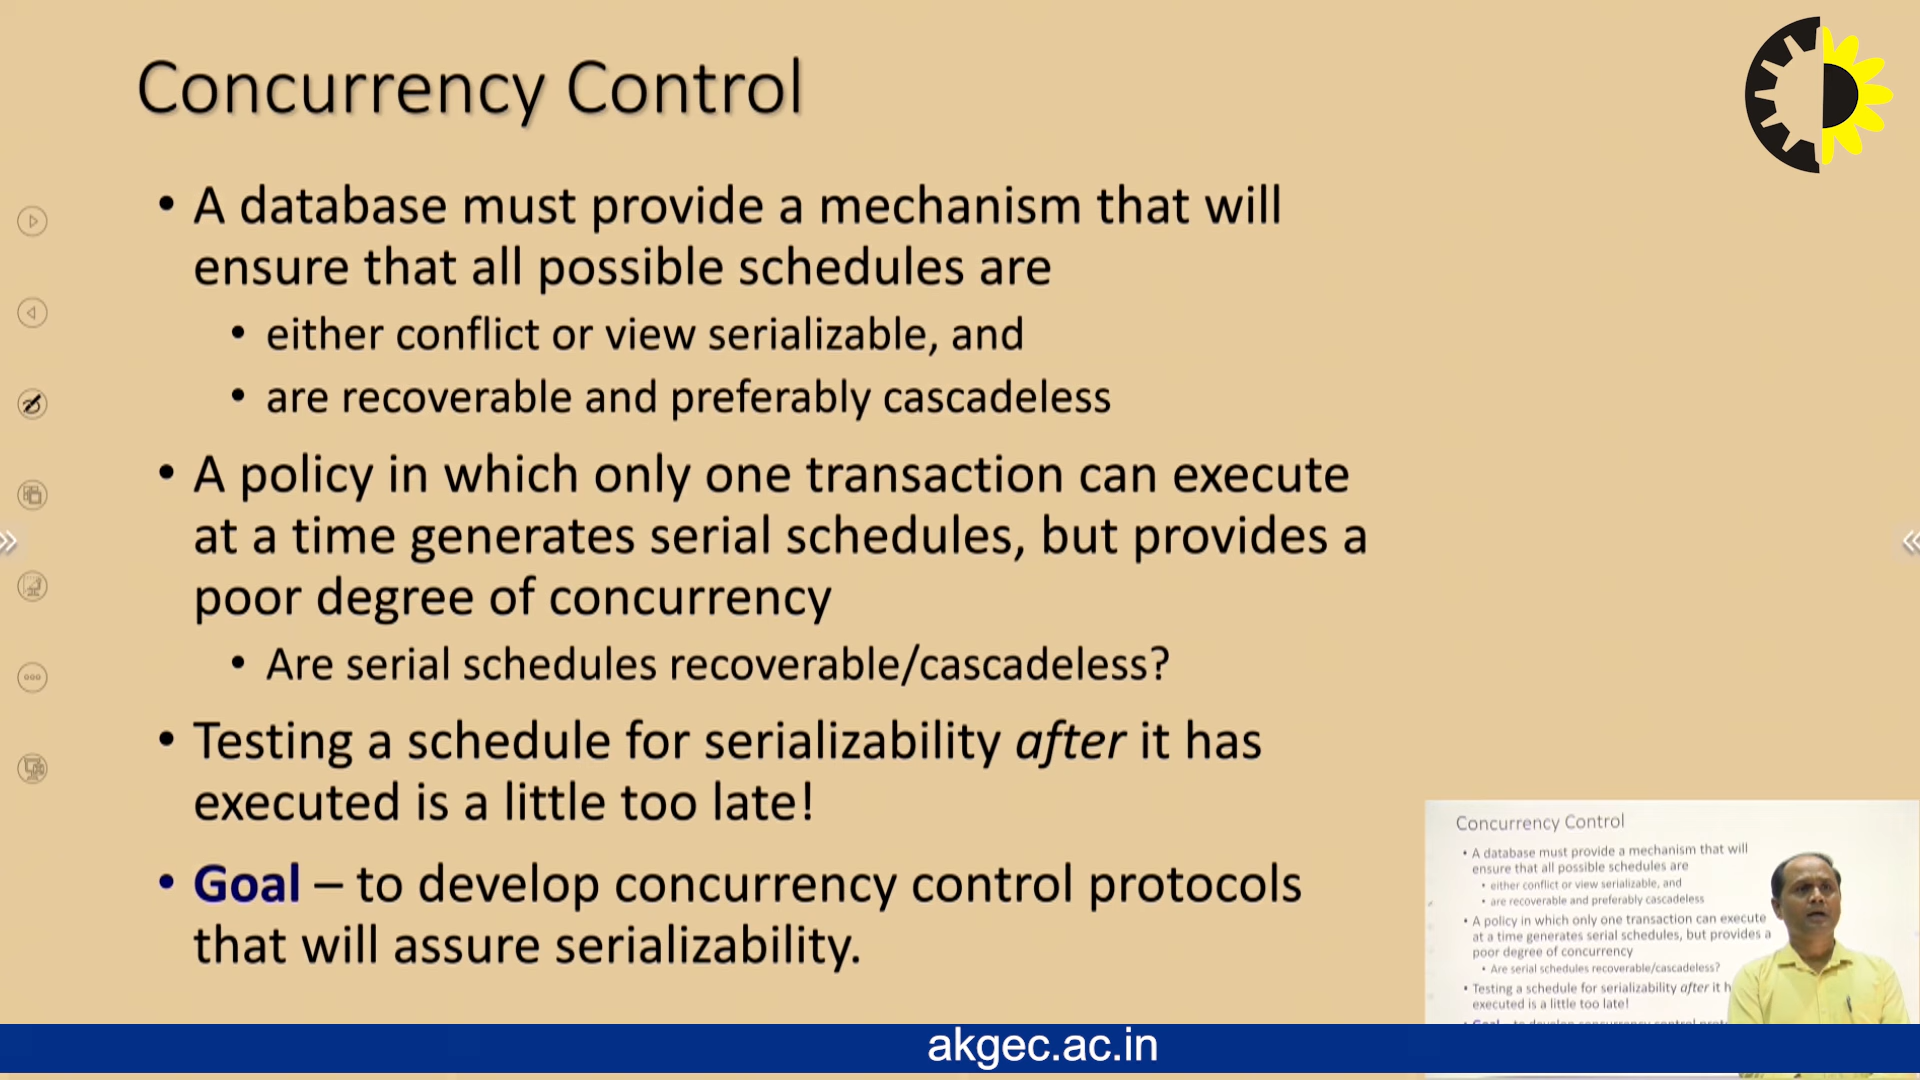 Concurrency Control
• A database must provide a mechanism that will
ensure that all possible schedules are
• either conflict or view serializable, and
• are recoverable and preferably cascadeless
• A policy in which only one transaction can execute
at a time generates serial schedules, but provides a
poor degree of concurrency
• Are serial schedules recoverable/cascadeless?
• Testing a schedule for serializability after it has
executed is a little too late!
• Goal – to develop concurrency control protocols
that will assure serializability.
Concurrency Control
• A database must provide a mechanism that will
ensure that all possible schedules are
• either conflict or view serializable, and
• are recoverable and preferably cascadeless
• A policy in which only one transaction can execute
at a time generates serial schedules, but provides a
poor degree of concurrency
• Are serial schedules recoverable/cascadeless?
• Testing a schedule for serializability after it h
executed is a little too late!
akgec.ac.in